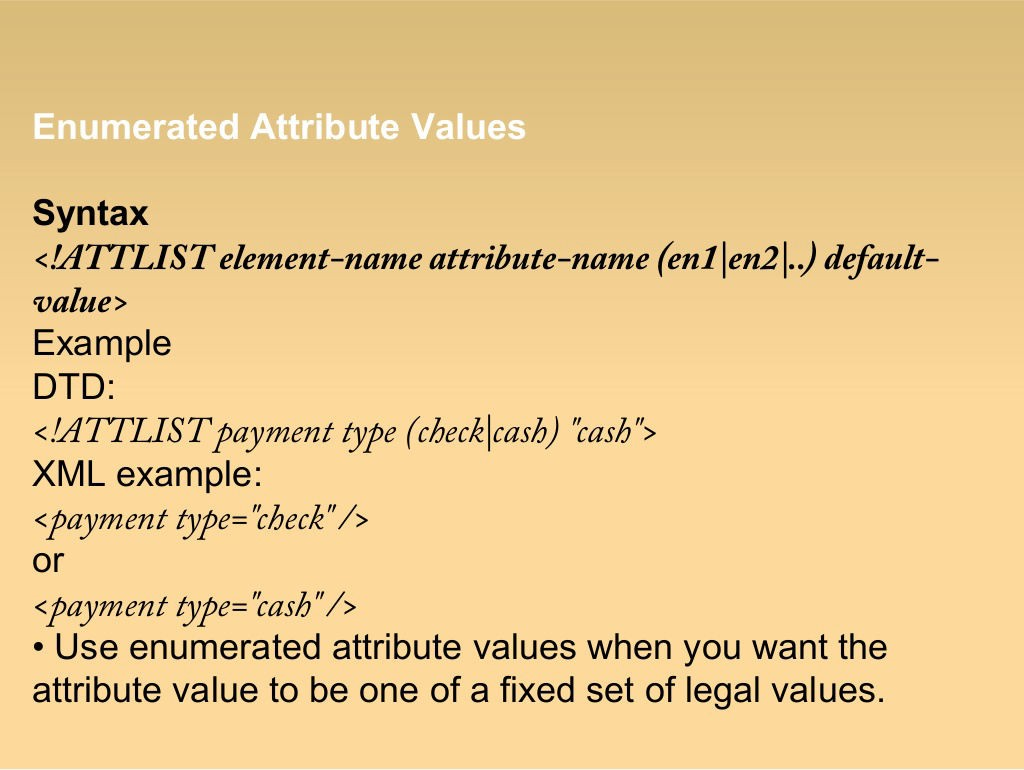 Enumerated Attribute Values
Syntax
<!ATTLIST element-name attribute-name (en1|en2|..) default-
value>
Example
DTD:
<!ATTLIST payment type (check|cash) "cash">
XML example:
<payment type="check" />
or
<payment type="cash" />
• Use enumerated attribute values when you want the
attribute value to be one of a fixed set of legal values.